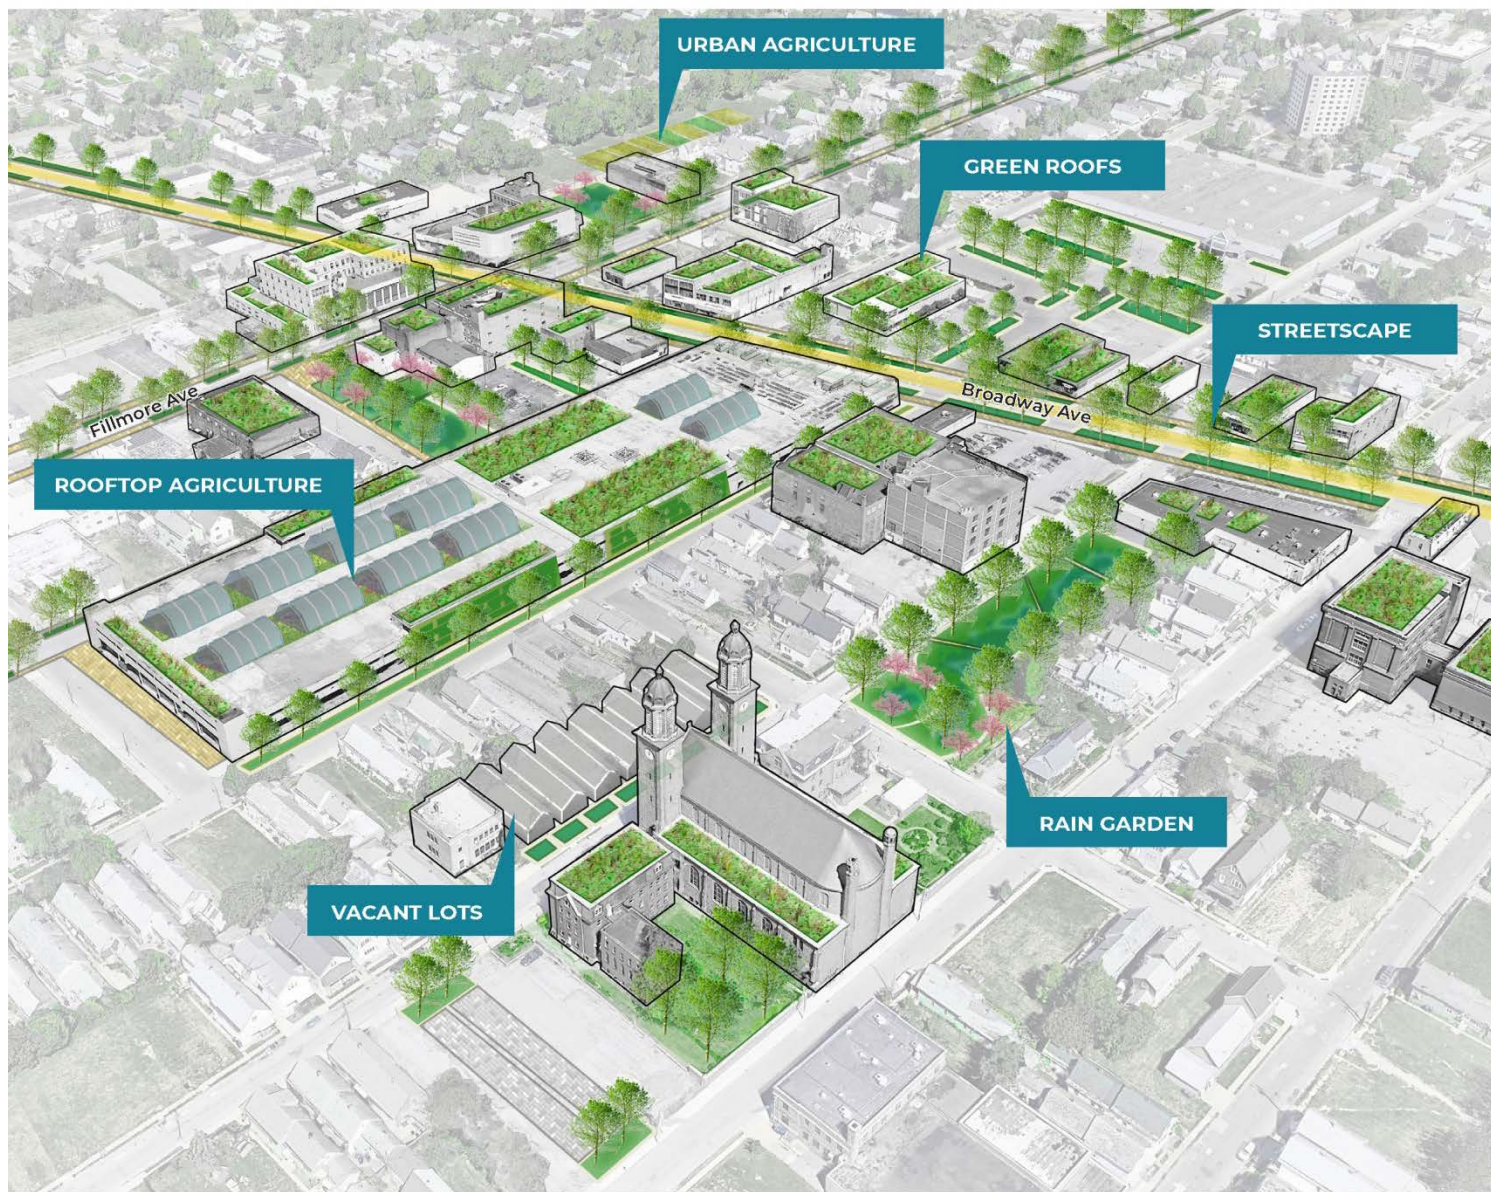 URBAN AGRICULTURE
GREEN ROOFS
STREETSCAPE
Broadway Ave
Fillmore Ave
ROOFTOP AGRICULTURE
RAIN GARDEN
VACANT LOTS